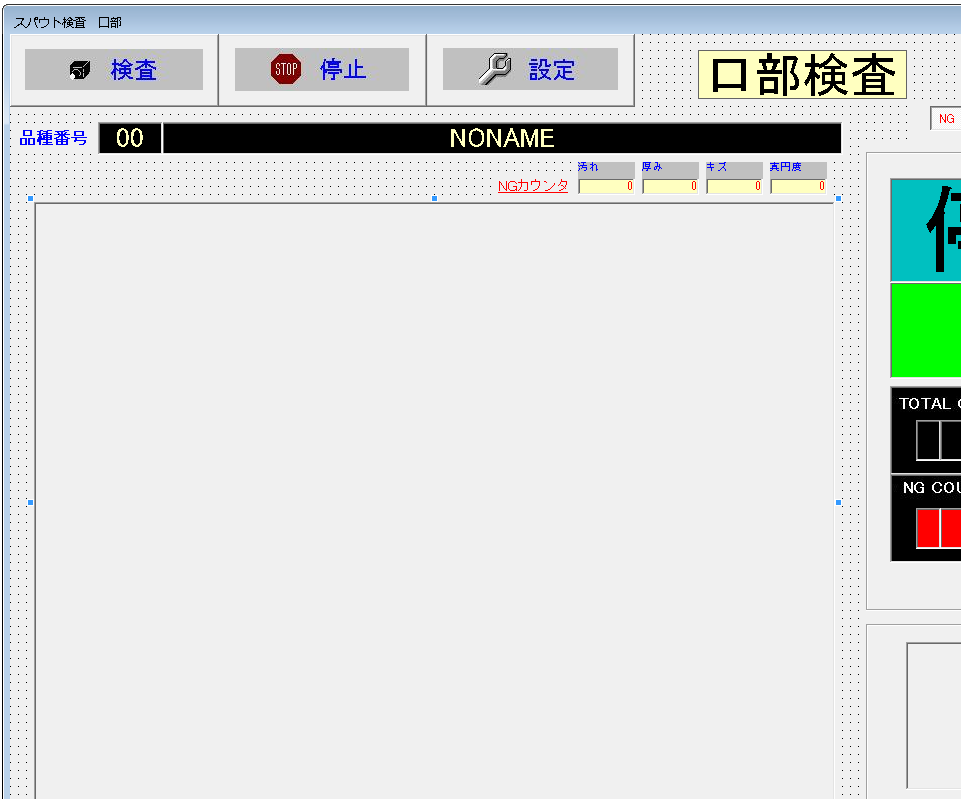 スパウト検査 口部
検査
STOP
停止
設定
口部検査
NG
品種番号
00
NONAME
汚れ
厚み
キズ
真円度
NGカウンタ
0
0
0
0
TOTAL
NG COU